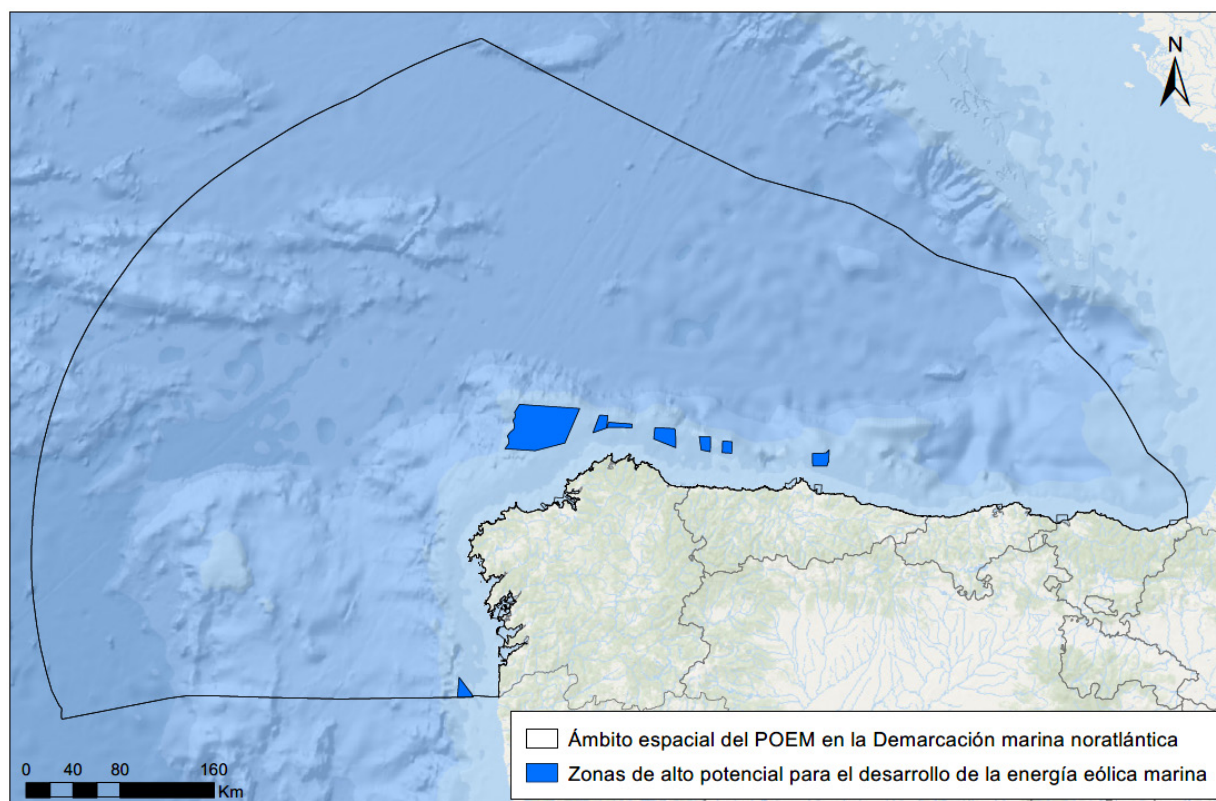 N
Ámbito espacial del POEM en la Demarcación marina noratlántica
Zonas de alto potencial para el desarrollo de la energía eólica marina
0 40 80 160
Km